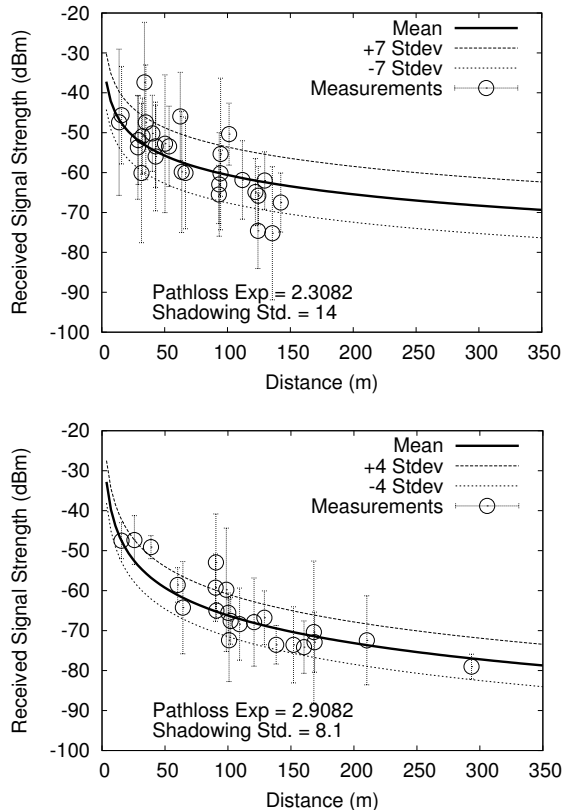 Received Signal Strength (dBm)
-20
-30
-40
-50
-60
-70
-80
-90
-100
Mean
+7 Stdev
-7 Stdev
Measurements
Pathloss Exp = 2.3082
Shadowing Std. = 14
0 50 100 150 200 250 300 350
Distance (m)
Received Signal Strength (dBm)
-20
-30
-40
-50
-60
-70
-80
-90
-100
Mean
+4 Stdev
-4 Stdev
Measurements
Pathloss Exp = 2.9082
Shadowing Std. = 8.1
0 50 100 150 200 250 300 350
Distance (m)